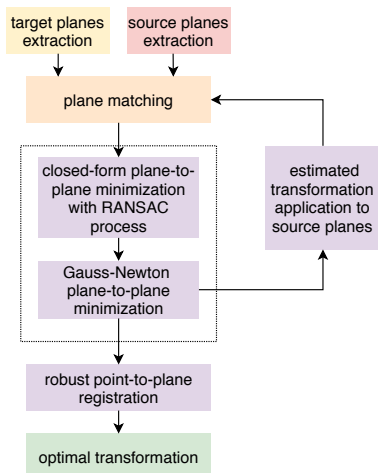 target planes
extraction
source planes
extraction
plane matching
closed-form plane-to-
plane minimization
with RANSAC
process
estimated
transformation
application to
source planes
Gauss-Newton
plane-to-plane
minimization
robust point-to-plane
registration
optimal transformation